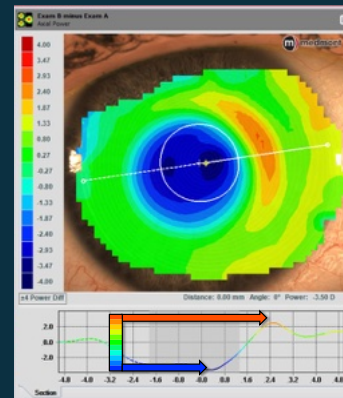 Exam B minus Exam A
Axial Power
medmont
4.00
3.47
2.93
2.40
1.87
1.33
0.80
0.27
-0.27
-0.80
-1.33
-1.87
-2.40
-2.93
-3.47
-4.00
±4 Power Diff
Distance: 0.00 mm Angle: 0° Power: -3.50 D
2.0
0.0
-2.0
-4.8 -4.0 -3.2 -2.4 -1.6 -0.8 0.0 0.8 1.6 2.4 3.2 4.0
Section